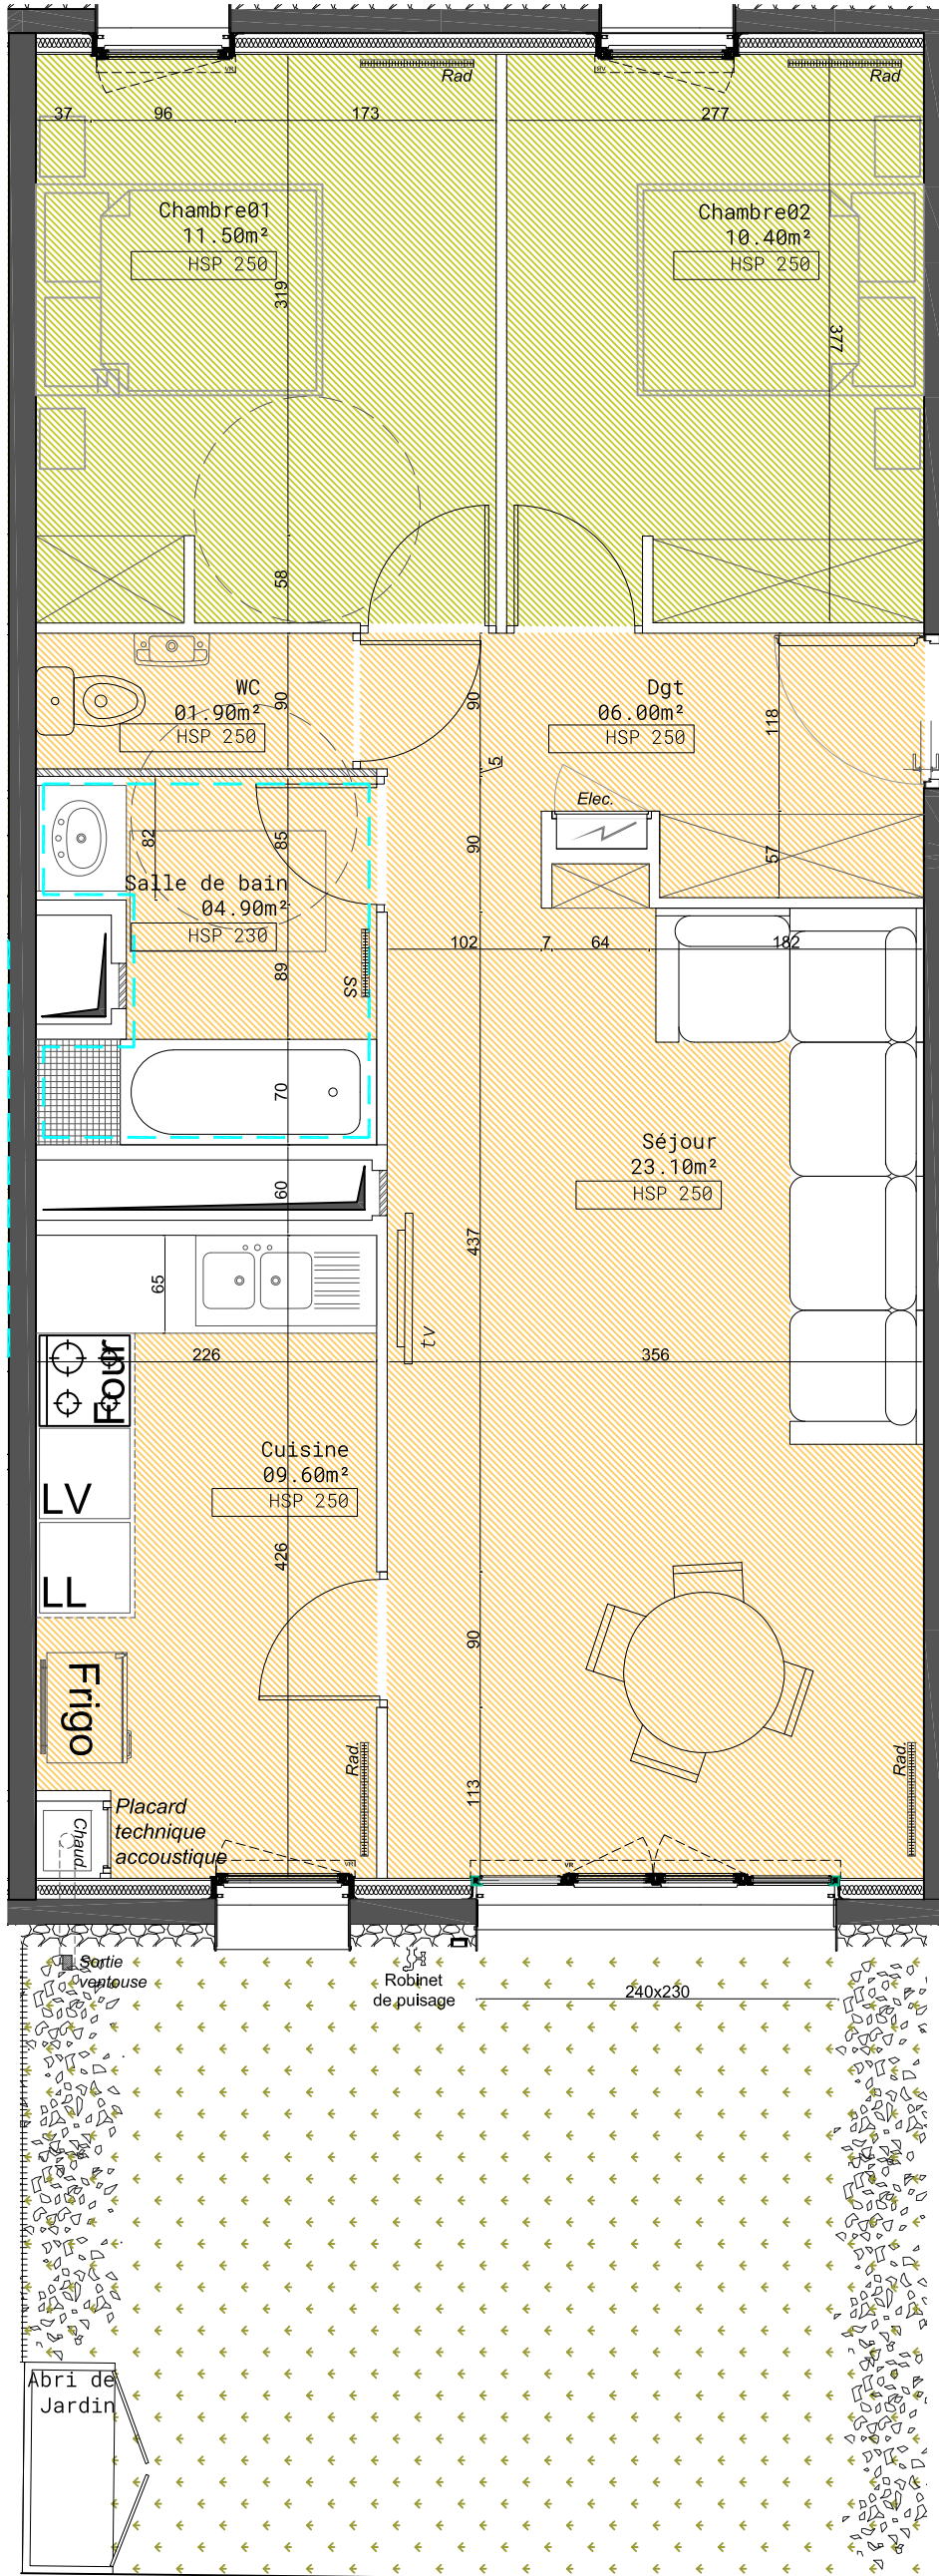 Rad
Rad
VR
VR
37
96
173
277
Chambre01
11.50m²
HSP 250
Chambre02
10.40m²
HSP 250
319
377
58
WC
01.90m²
HSP 250
90
90
Dgt
06.00m²
HSP 250
118
5
Elec.
82
85
90
57
Salle de bain
04.90m²
HSP 230
102
7
64
182
89
SS
70
Séjour
23.10m²
HSP 250
60
437
65
tv
226
356
Four
Cuisine
09.60m²
HSP 250
LV
426
LL
90
Frigo
Rad.
Rad.
113
Placard
technique
accoustique
Chaud
VR
VR
Sortie
ventouse
Robinet
de puisage
240x230
Abri de
Jardin